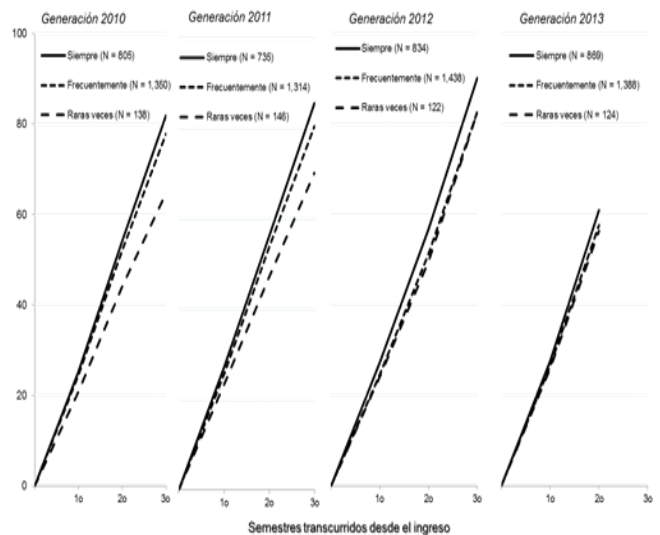 Generación 2010
Generación 2011
Generación 2012
Generación 2013
100
80
60
40
20
0
Siempre (N = 805)
Frecuentemente (N = 1,350)
Raras veces (N = 138)
Siempre (N = 735)
Frecuentemente (N = 1,314)
Raras veces (N = 146)
Siempre (N = 834)
Frecuentemente (N = 1,438)
Raras veces (N = 122)
Siempre (N = 869)
Frecuentemente (N = 1,388)
Raras veces (N = 124)
1o 2o 3o
1o 2o 3o
1o 2o 3o
1o 2o 3o
Semestres transcurridos desde el ingreso